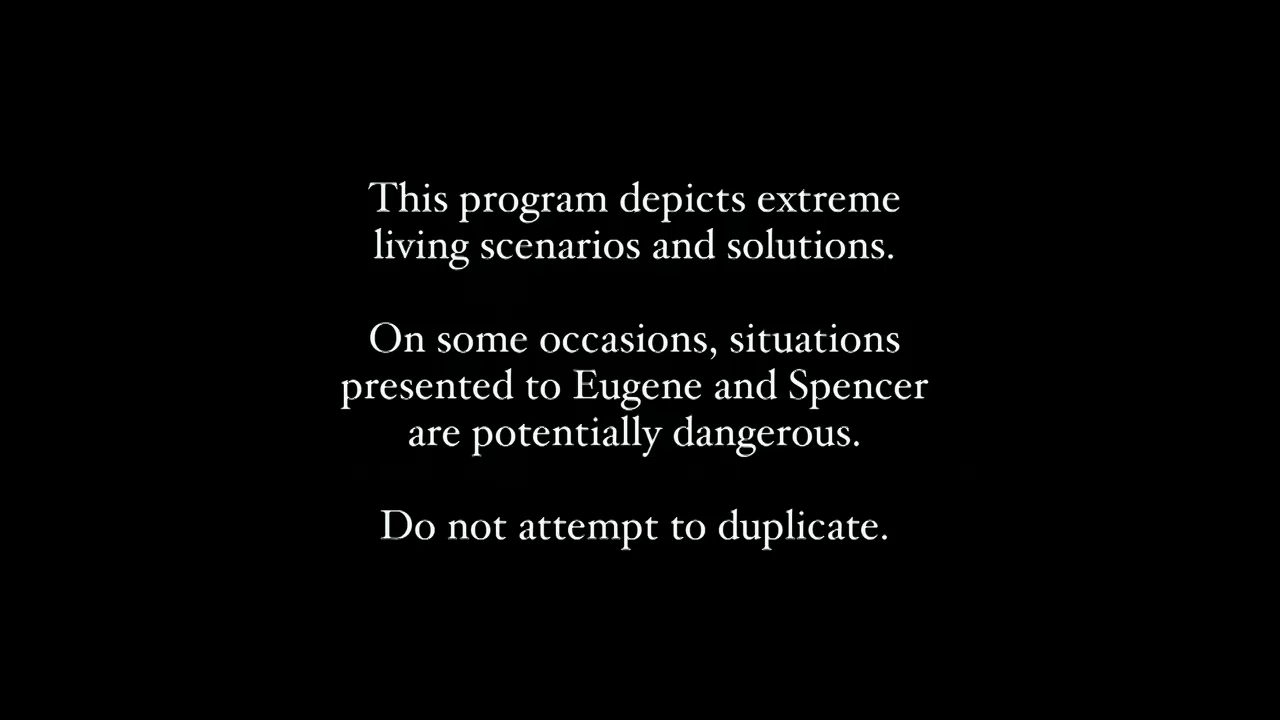 This program depicts extreme
living scenarios and solutions.
On some occasions, situations
presented to Eugene and Spencer
are potentially dangerous.
Do not attempt to duplicate.